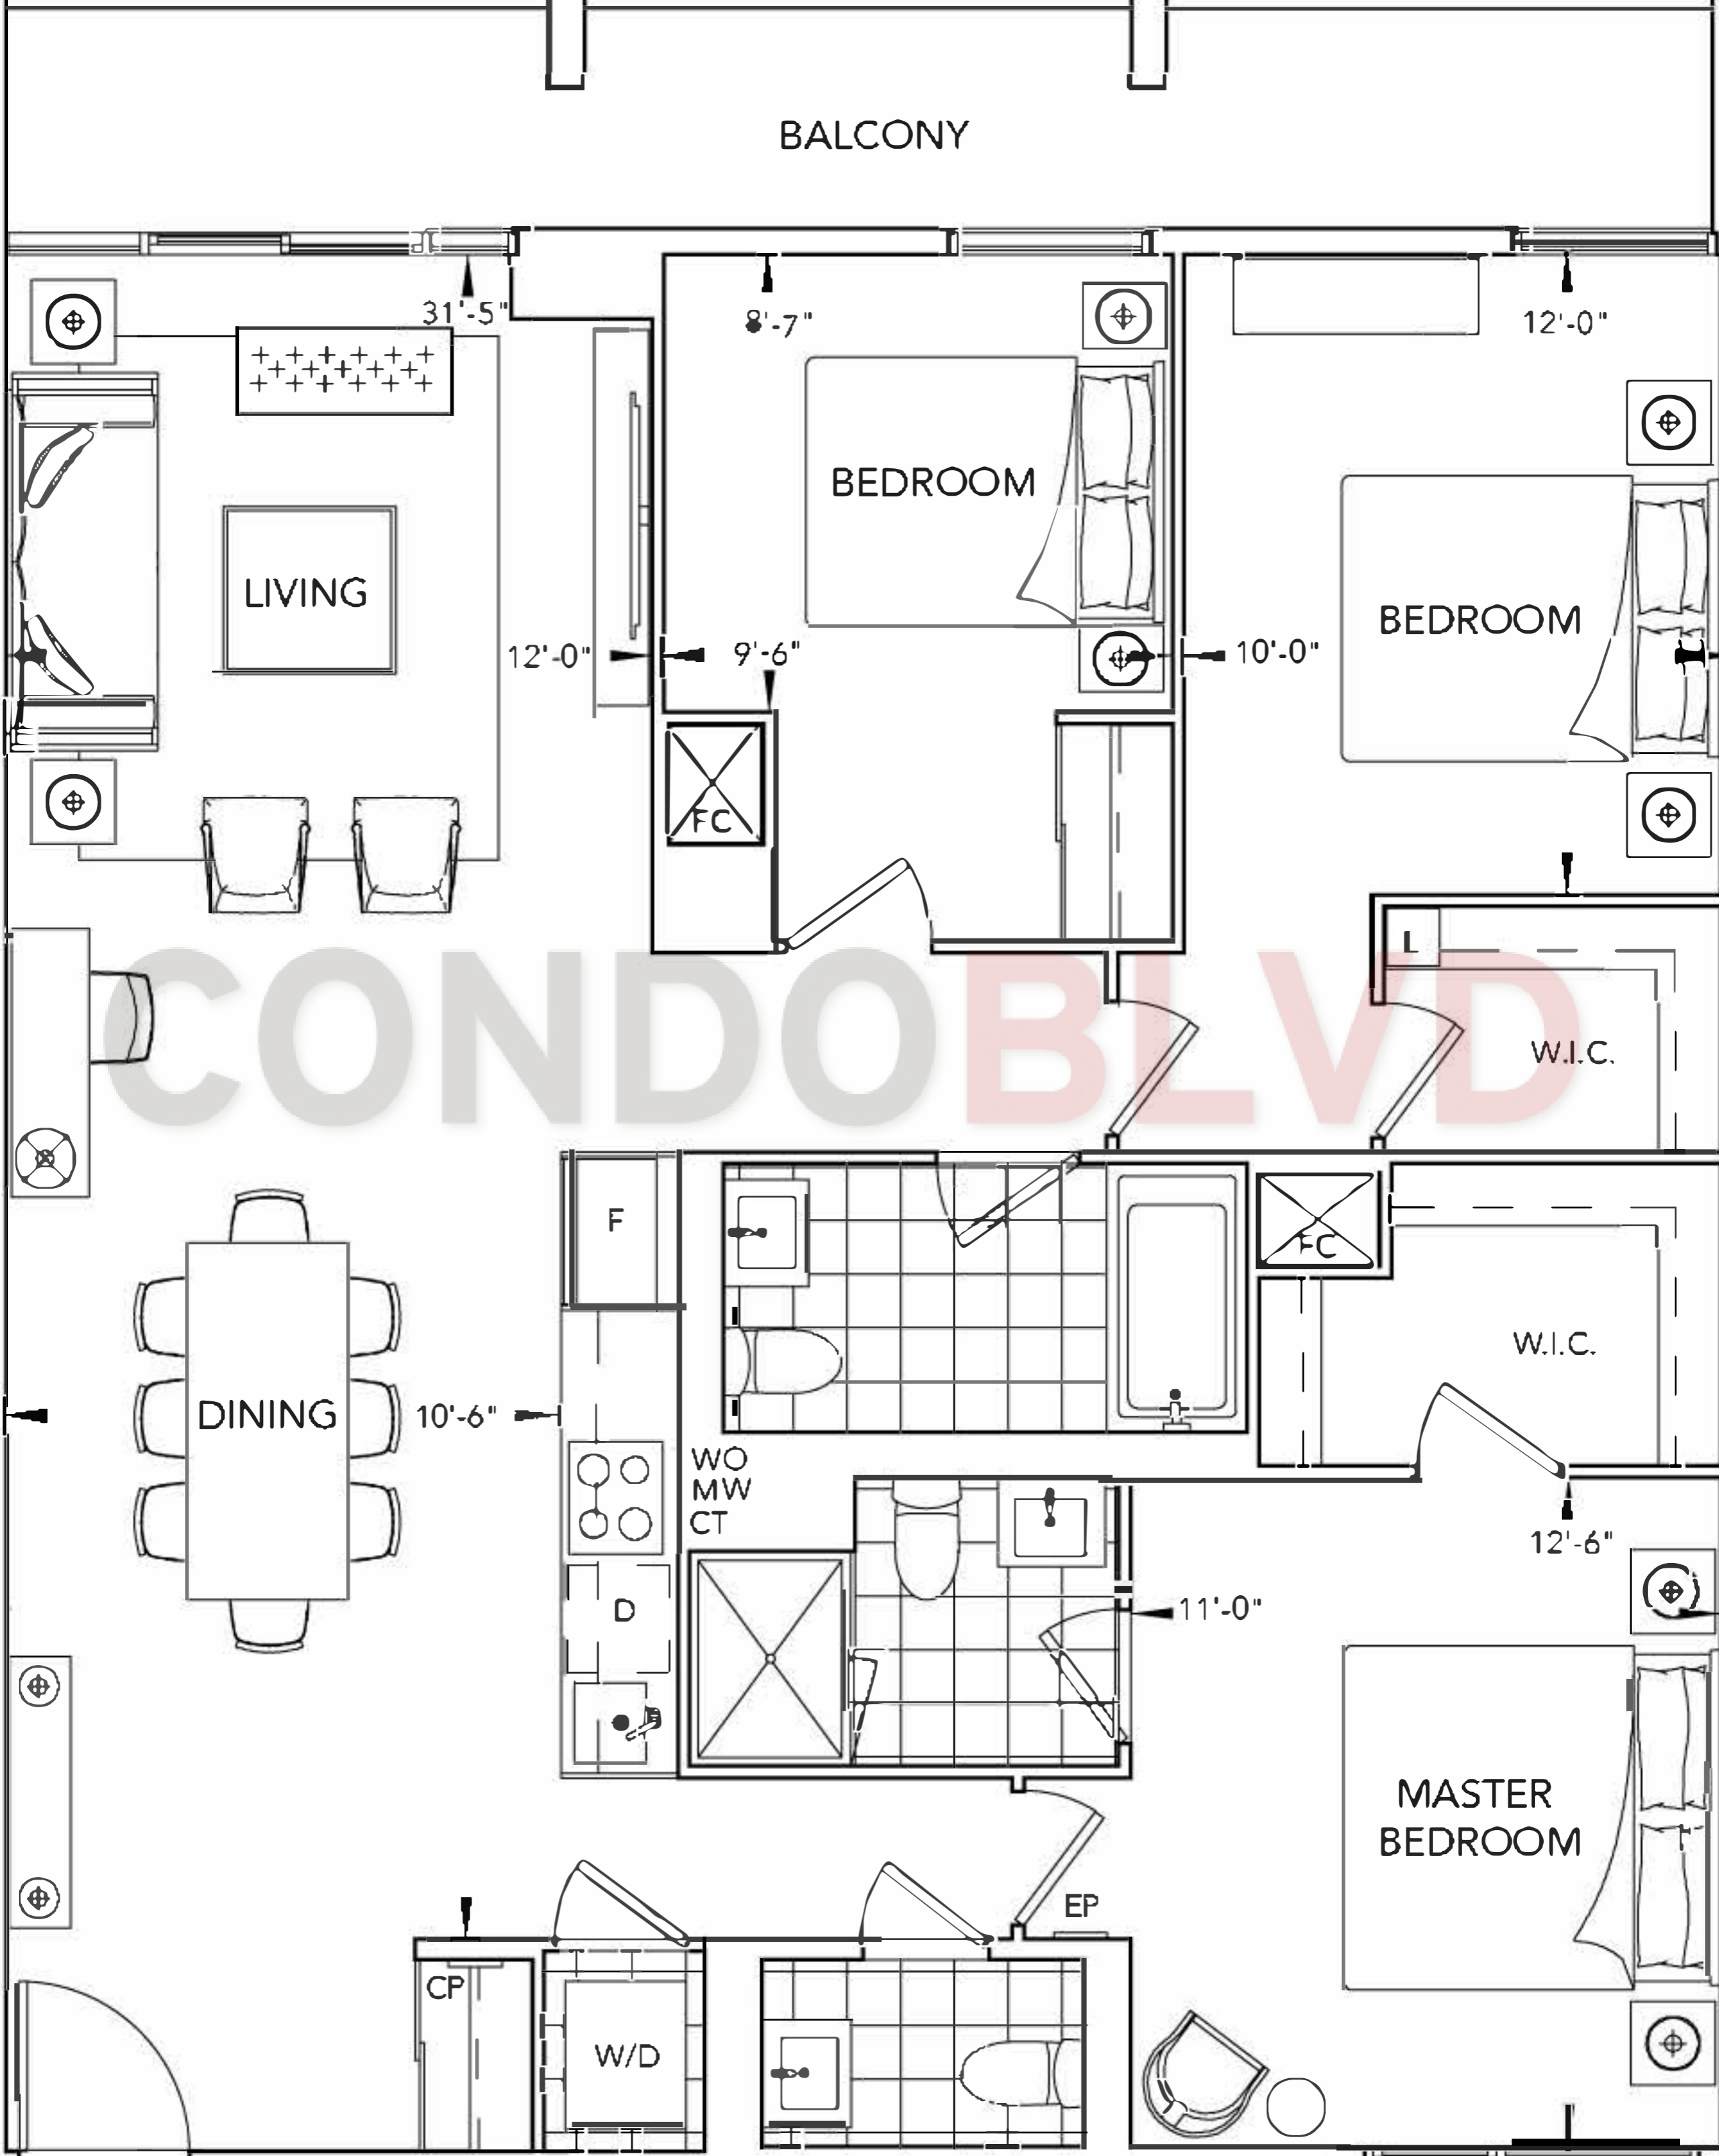 BALCONY
31'-5"
8'-7"
12'-0"
BEDROOM
LIVING
BEDROOM
12'-0"
9'-6"
10'-0"
FC
L
CONDOBLVD
W.I.C.
F
FC
W.I.C.
DINING
10'-6"
WO
MW
CT
12'-6"
D
11'-0"
MASTER
BEDROOM
EP
CP
W/D